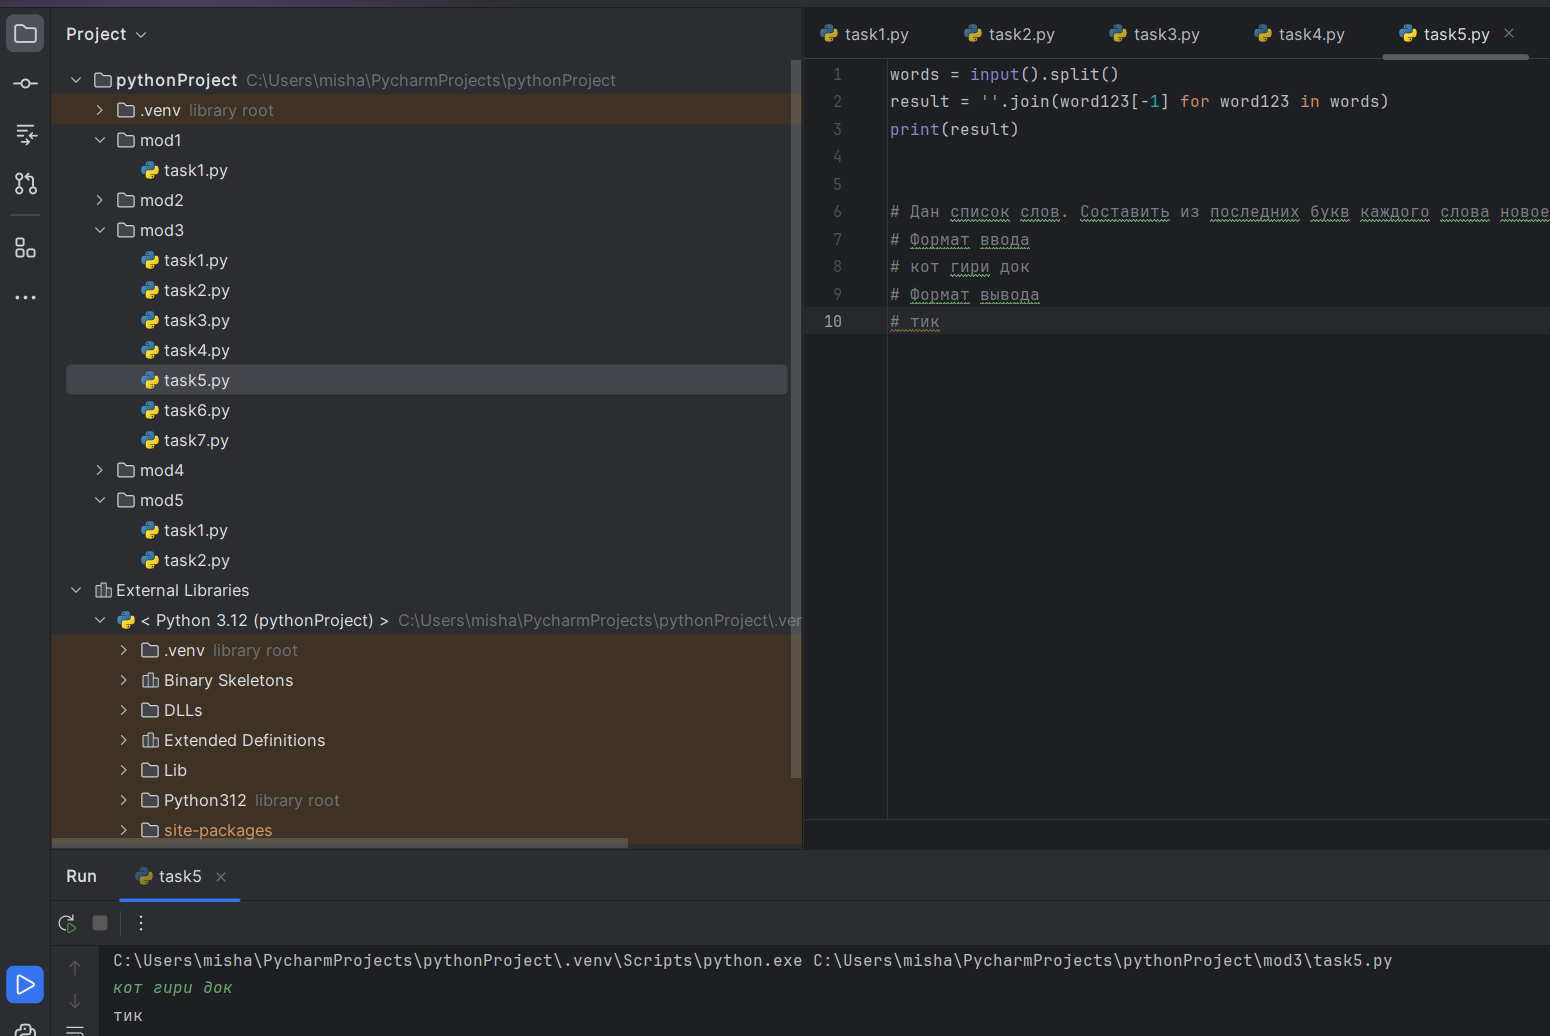 Project
pythonProject C:\Users\misha\PycharmProjects\pythonProject
.venv library root
mod1
task1.py
mod2
mod3
task1.py
task2.py
task3.py
task4.py
task5.py
task6.py
task7.py
mod4
mod5
task1.py
task2.py
External Libraries
< Python 3.12 (pythonProject) > C:\Users\misha\PycharmProjects\pythonProject\.ven
.venv library root
Binary Skeletons
DLLs
Extended Definitions
Lib
Python312 library root
site-packages
task1.py task2.py task3.py task4.py task5.py
1 words = input().split()
2 result = ''.join(word123[-1] for word123 in words)
3 print(result)
4
5
6 # Дан список слов. Составить из последних букв каждого слова новое
7 # Формат ввода
8 # кот гири док
9 # Формат вывода
10 # тик
Run task5
C:\Users\misha\PycharmProjects\pythonProject\.venv\Scripts\python.exe C:\Users\misha\PycharmProjects\pythonProject\mod3\task5.py
кот гири док
тик